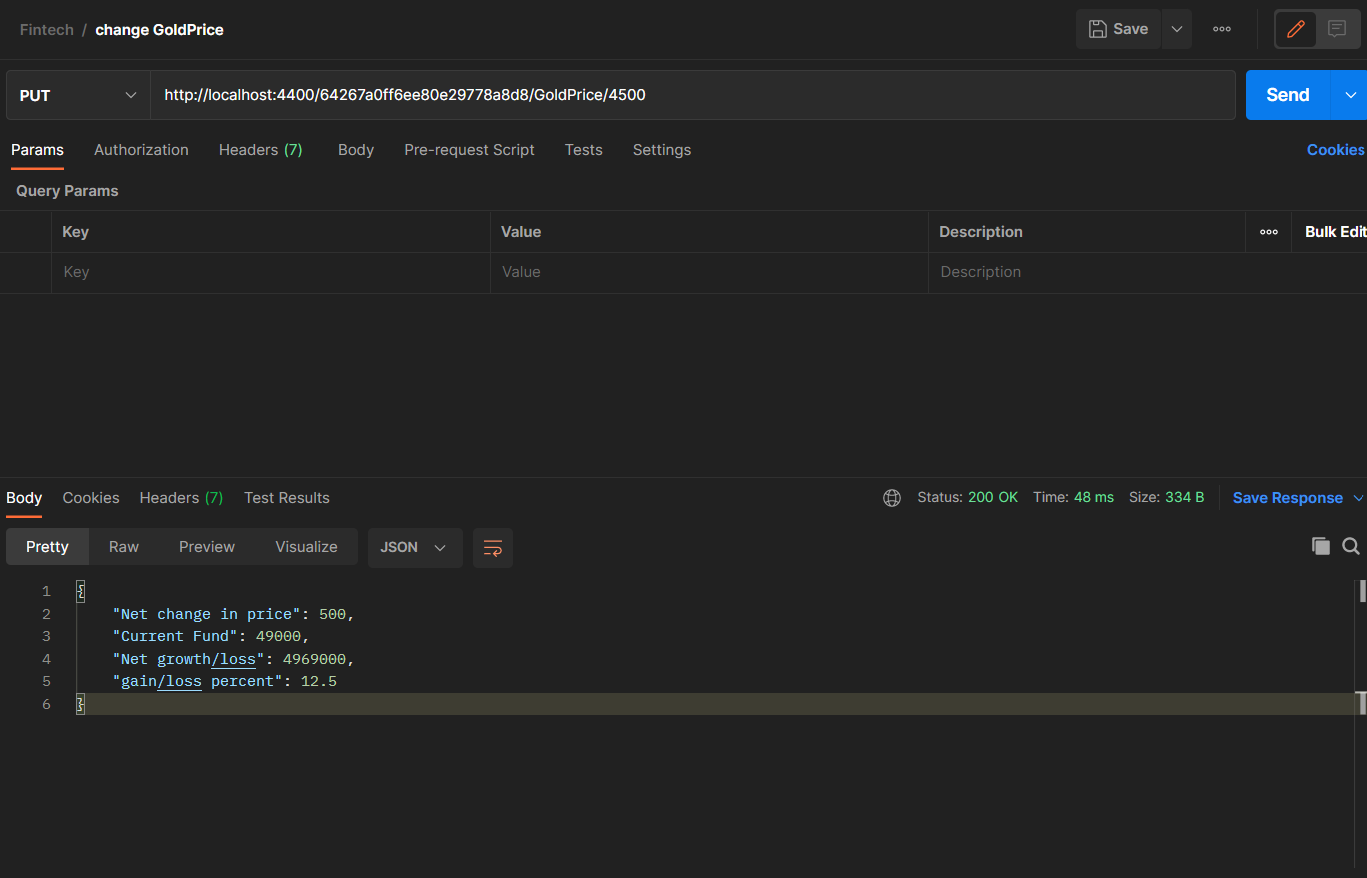 Fintech / change GoldPrice
Save
PUT
http://localhost:4400/64267a0ff6ee80e29778a8d8/GoldPrice/4500
Send
Params Authorization Headers (7) Body Pre-request Script Tests Settings Cookies
Query Params
Key Value Description Bulk Edit
Key Value Description
Body Cookies Headers (7) Test Results Status: 200 OK Time: 48 ms Size: 334 B Save Response
Pretty Raw Preview Visualize JSON
1 {
2 "Net change in price": 500,
3 "Current Fund": 49000,
4 "Net growth/loss": 4969000,
5 "gain/loss percent": 12.5
6 }